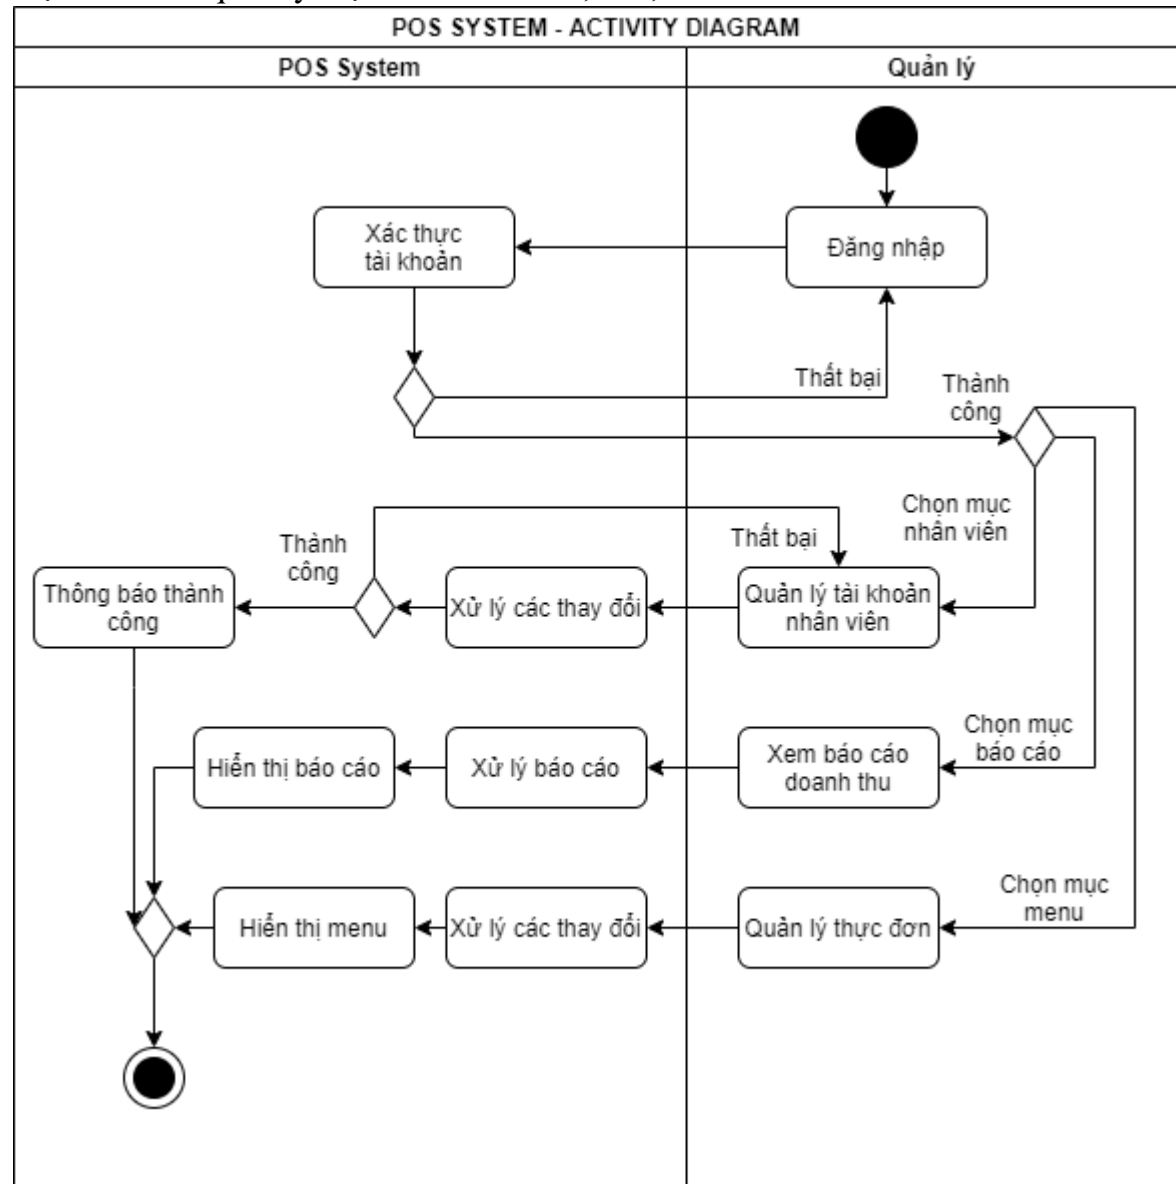 POS SYSTEM - ACTIVITY DIAGRAM
POS System
Quản lý
Xác thực
tài khoản
Đăng nhập
Thất bại
Thành
công
Chọn mục
nhân viên
Thất bại
Thành
công
Thông báo thành
công
Xử lý các thay đổi
Quản lý tài khoản
nhân viên
Chọn mục
báo cáo
Hiển thị báo cáo
Xử lý báo cáo
Xem báo cáo
doanh thu
Chọn mục
menu
Hiển thị menu
Xử lý các thay đổi
Quản lý thực đơn